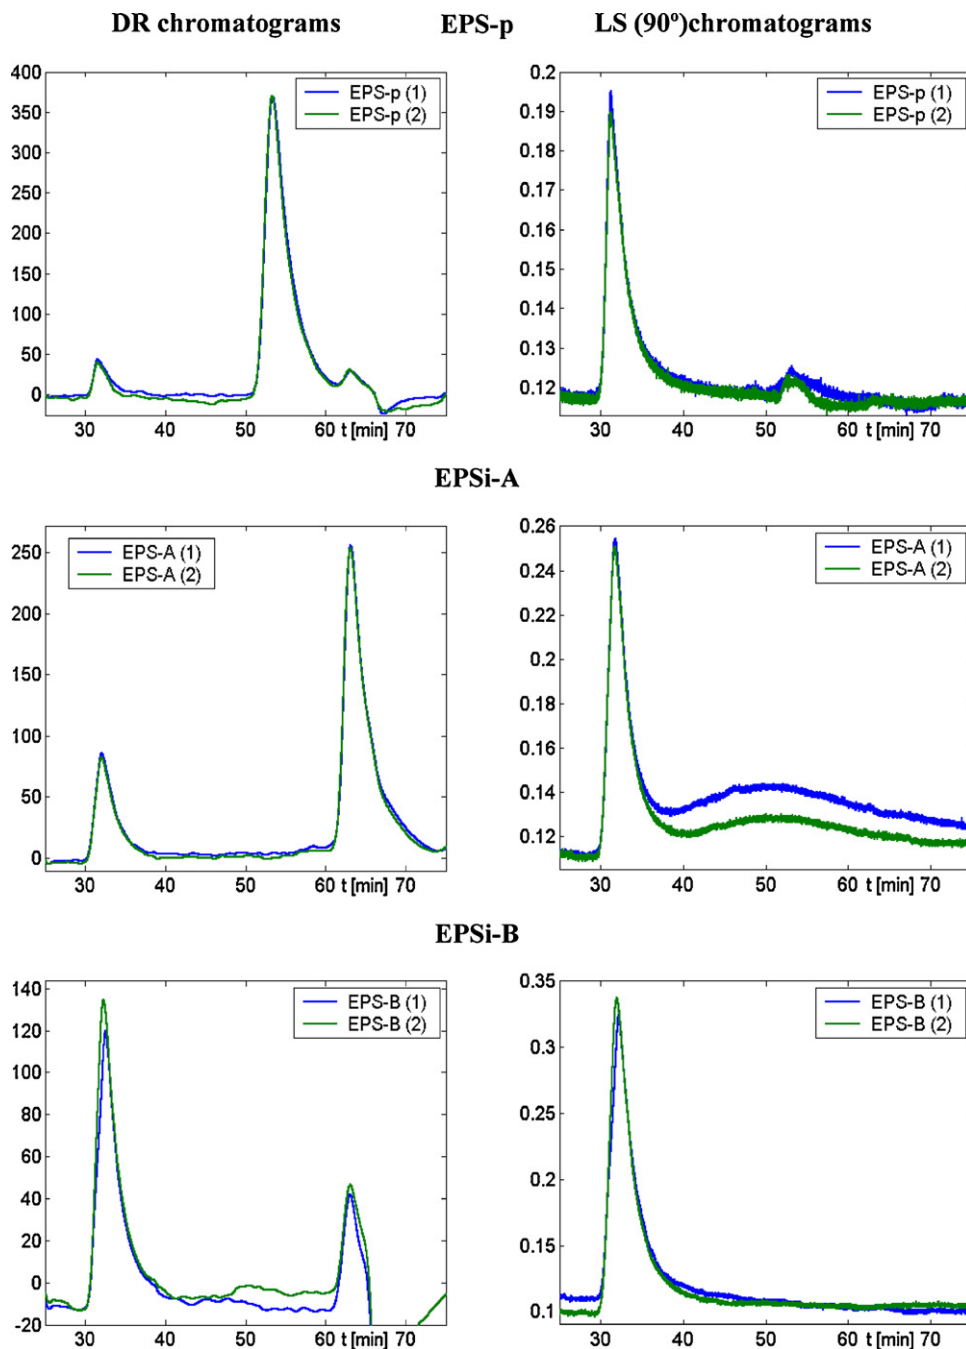 DR chromatograms EPS-p LS (90º)chromatograms
400
350
300
250
200
150
100
50
0
30 40 50 60 t [min] 70
EPS-p (1)
EPS-p (2)
0.2
0.19
0.18
0.17
0.16
0.15
0.14
0.13
0.12
30 40 50 60 t [min] 70
EPS-p (1)
EPS-p (2)
EPSi-A
250
200
150
100
50
0
30 40 50 60 t [min] 70
EPS-A (1)
EPS-A (2)
0.26
0.24
0.22
0.2
0.18
0.16
0.14
0.12
30 40 50 60 t [min] 70
EPS-A (1)
EPS-A (2)
EPSi-B
140
120
100
80
60
40
20
0
-20
30 40 50 60 t [min] 70
EPS-B (1)
EPS-B (2)
0.35
0.3
0.25
0.2
0.15
0.1
30 40 50 60 t [min] 70
EPS-B (1)
EPS-B (2)